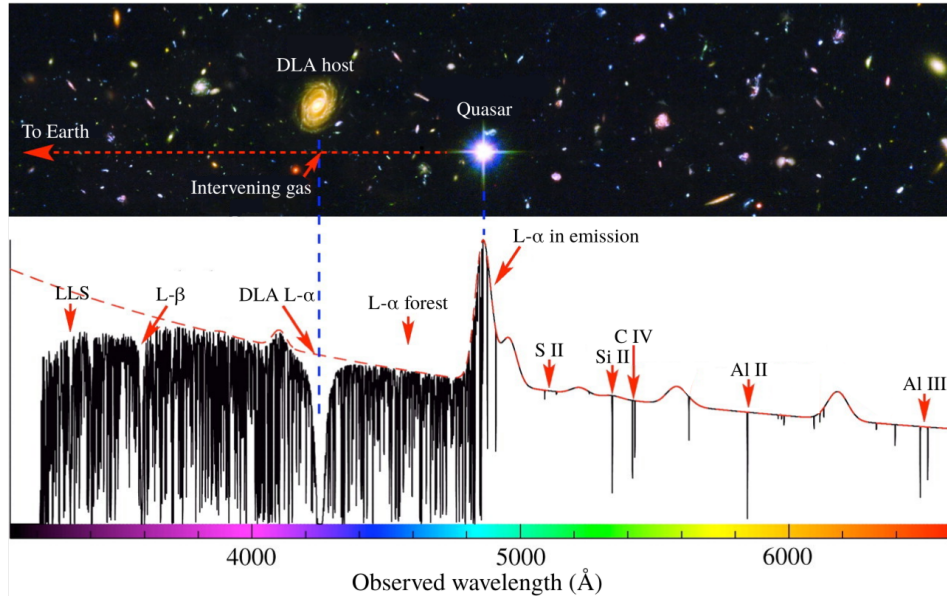 DLA host
Quasar
To Earth
Intervening gas
L-α in emission
LLS
L-β
DLA L-α
L-α forest
S II
Si II
C IV
Al II
Al III
4000
5000
6000
Observed wavelength (Å)